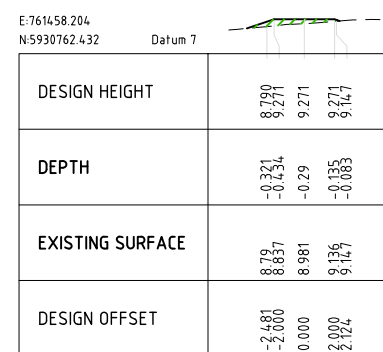 E:761458.204
N:5930762.432 Datum 7
DESIGN HEIGHT 8.790 9.271 9.271 9.271 9.147
DEPTH -0.321 -0.434 -0.29 -0.135 -0.083
EXISTING SURFACE 8.79 8.837 8.981 9.136 9.147
DESIGN OFFSET -2.481 -2.000 0.000 2.000 2.124